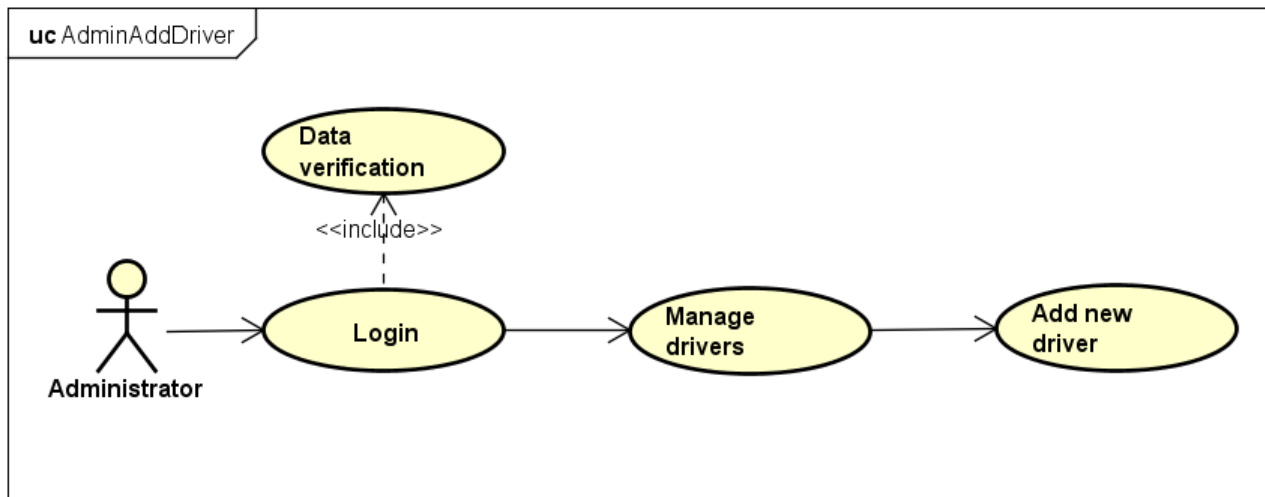 uc AdminAddDriver
Data
verification
<<include>>
Login
Manage
drivers
Add new
driver
Administrator